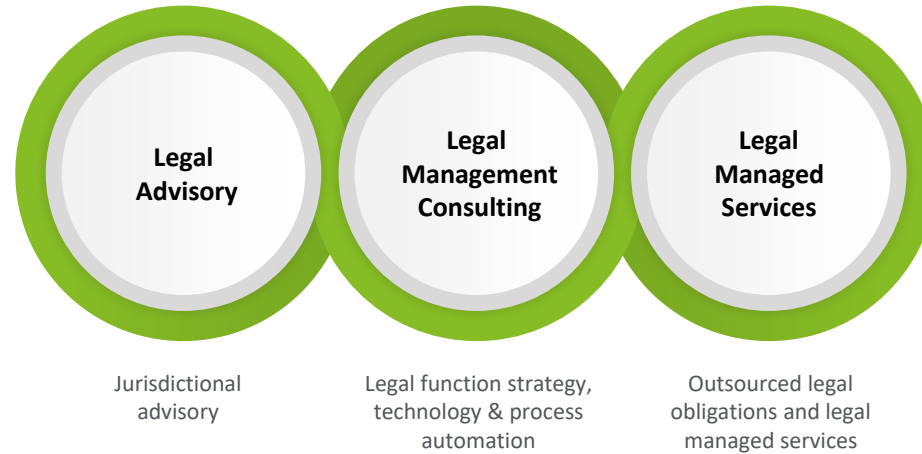 Legal
Advisory
Legal
Management
Consulting
Legal
Managed
Services
Jurisdictional
advisory
Legal function strategy,
technology & process
automation
Outsourced legal
obligations and legal
managed services